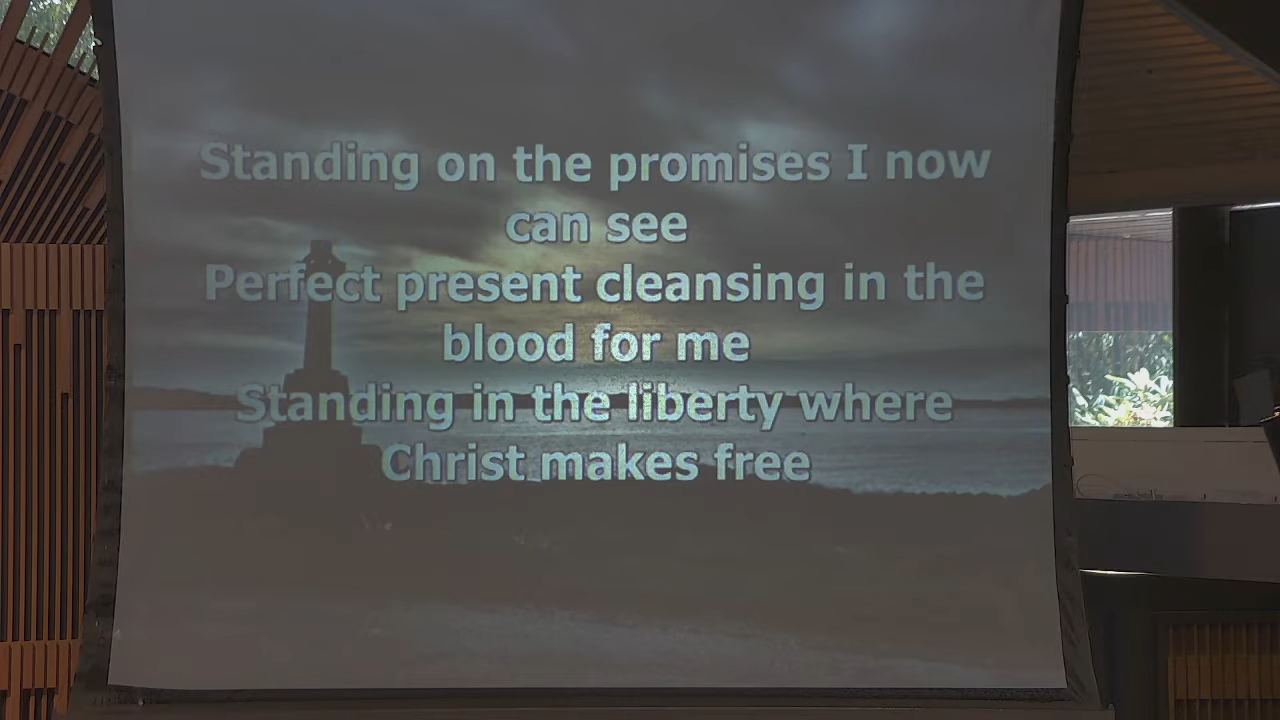 Standing on the promises I now
can see
Perfect present cleansing in the
blood for me
Standing in the liberty where
Christ makes free